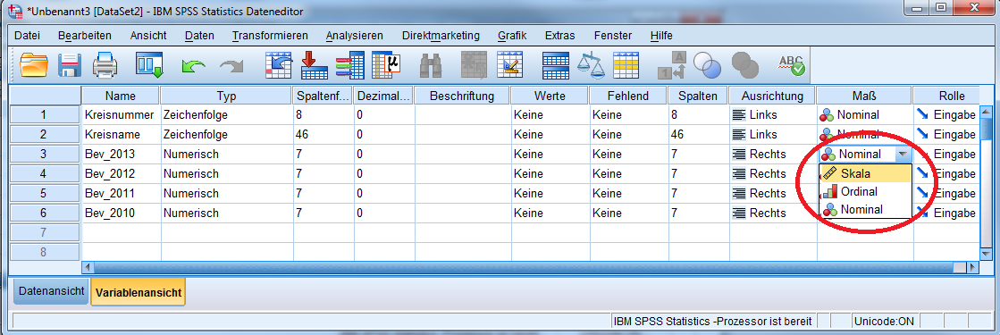 *Unbenannt3 [DataSet2] - IBM SPSS Statistics Dateneditor
Datei Bearbeiten Ansicht Daten Transformieren Analysieren Direktmarketing Grafik Extras Fenster Hilfe
Name Typ Spaltenf... Dezimal... Beschriftung Werte Fehlend Spalten Ausrichtung Maß Rolle
1 Kreisnummer Zeichenfolge 8 0 Keine Keine 8 Links Nominal Eingabe
2 Kreisname Zeichenfolge 46 0 Keine Keine 46 Links Nominal Eingabe
3 Bev_2013 Numerisch 7 0 Keine Keine 7 Rechts Nominal Eingabe
4 Bev_2012 Numerisch 7 0 Keine Keine 7 Rechts Skala Eingabe
5 Bev_2011 Numerisch 7 0 Keine Keine 7 Rechts Ordinal Eingabe
6 Bev_2010 Numerisch 7 0 Keine Keine 7 Rechts Nominal Eingabe
7
8
Datenansicht Variablenansicht
IBM SPSS Statistics -Prozessor ist bereit Unicode:ON